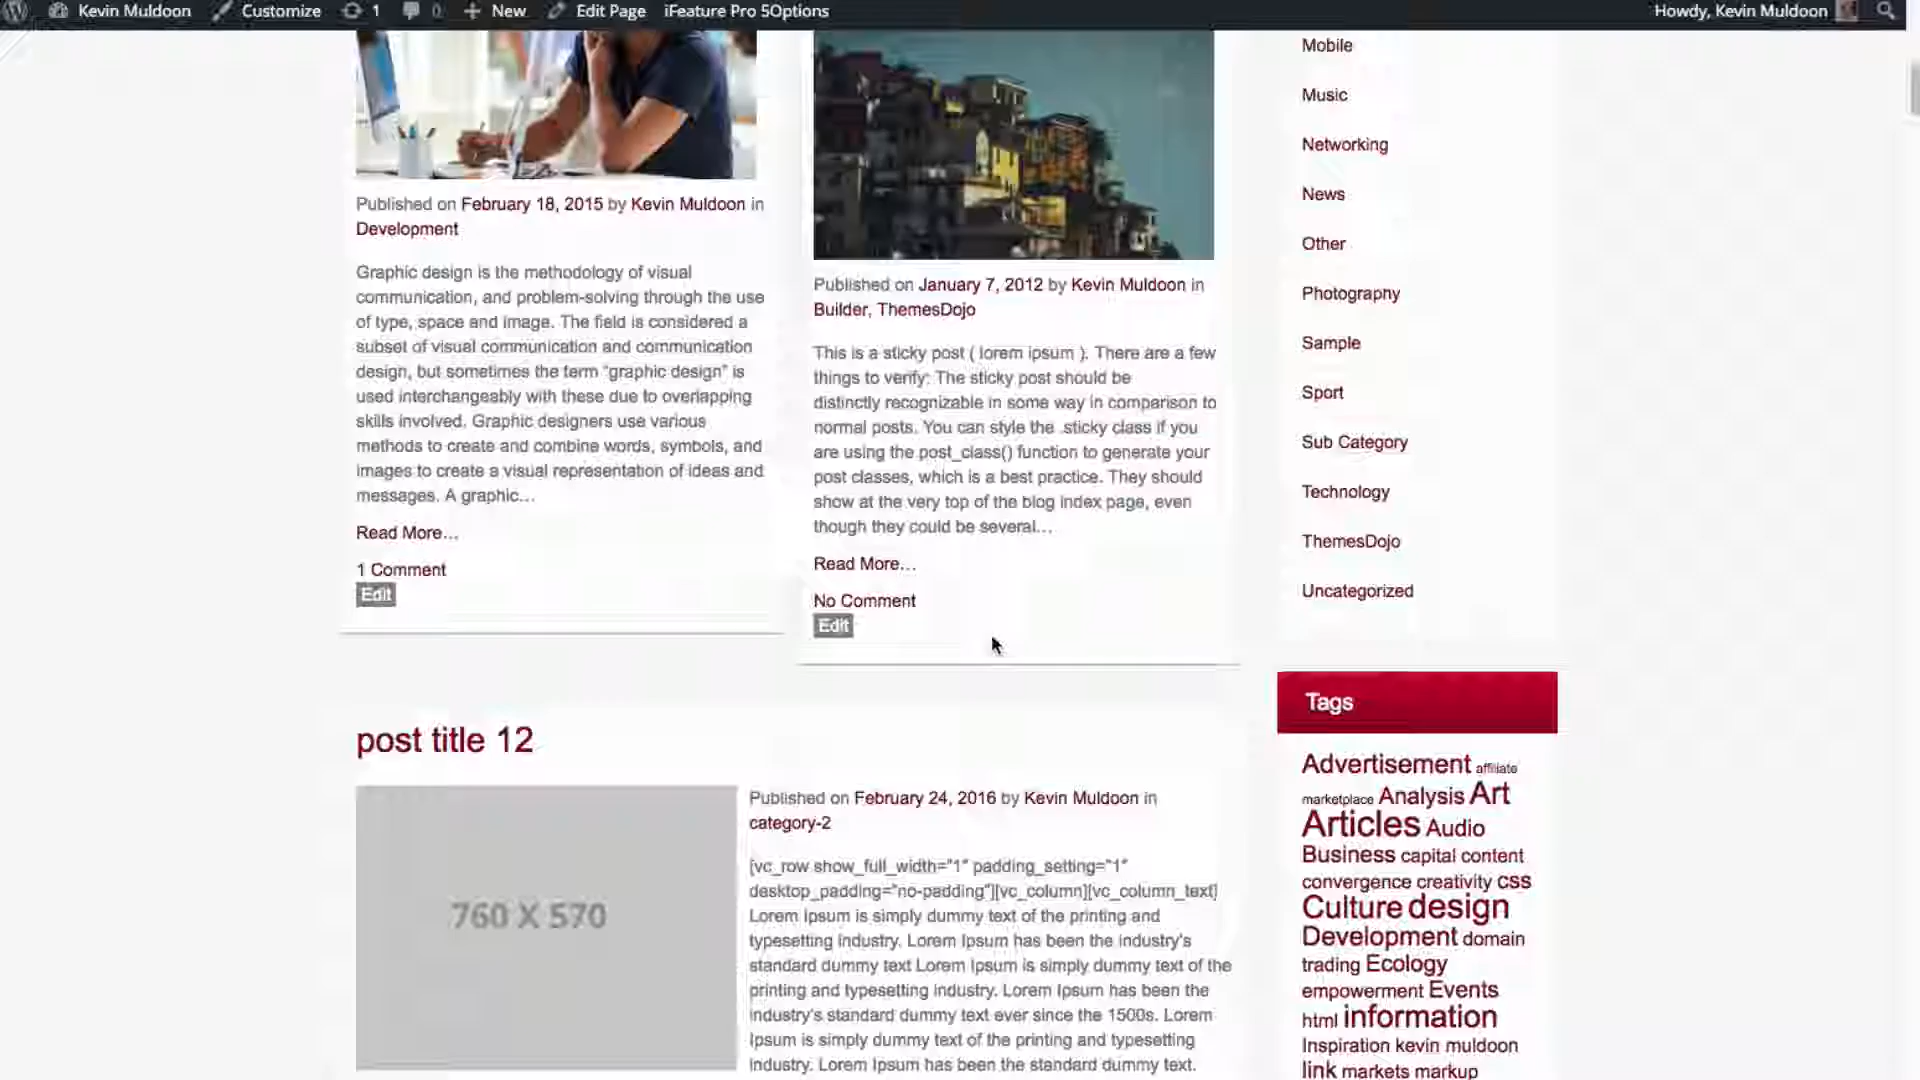 Kevin Muldoon Customize 1 0 New Edit Page iFeature Pro 5Options Howdy, Kevin Muldoon
Published on February 18, 2015 by Kevin Muldoon in
Development
Graphic design is the methodology of visual
communication, and problem-solving through the use
of type, space and image. The field is considered a
subset of visual communication and communication
design, but sometimes the term “graphic design” is
used interchangeably with these due to overlapping
skills involved. Graphic designers use various
methods to create and combine words, symbols, and
images to create a visual representation of ideas and
messages. A graphic…
Read More…
1 Comment
Edit
Published on January 7, 2012 by Kevin Muldoon in
Builder, ThemesDojo
This is a sticky post ( lorem ipsum ). There are a few
things to verify: The sticky post should be
distinctly recognizable in some way in comparison to
normal posts. You can style the .sticky class if you
are using the post_class() function to generate your
post classes, which is a best practice. They should
show at the very top of the blog index page, even
though they could be several…
Read More…
No Comment
Edit
post title 12
760 X 570
Published on February 24, 2016 by Kevin Muldoon in
category-2
[vc_row show_full_width="1" padding_setting="1"
desktop_padding="no-padding"][vc_column][vc_column_text]
Lorem Ipsum is simply dummy text of the printing and
typesetting industry. Lorem Ipsum has been the industry's
standard dummy text Lorem Ipsum is simply dummy text of the
printing and typesetting industry. Lorem Ipsum has been the
industry's standard dummy text ever since the 1500s. Lorem
Ipsum is simply dummy text of the printing and typesetting
industry. Lorem Ipsum has been the standard dummy text.
Mobile
Music
Networking
News
Other
Photography
Sample
Sport
Sub Category
Technology
ThemesDojo
Uncategorized
Tags
Advertisement affiliate
marketplace Analysis Art
Articles Audio
Business capital content
convergence creativity css
Culture design
Development domain
trading Ecology
empowerment Events
html information
Inspiration kevin muldoon
link markets markup